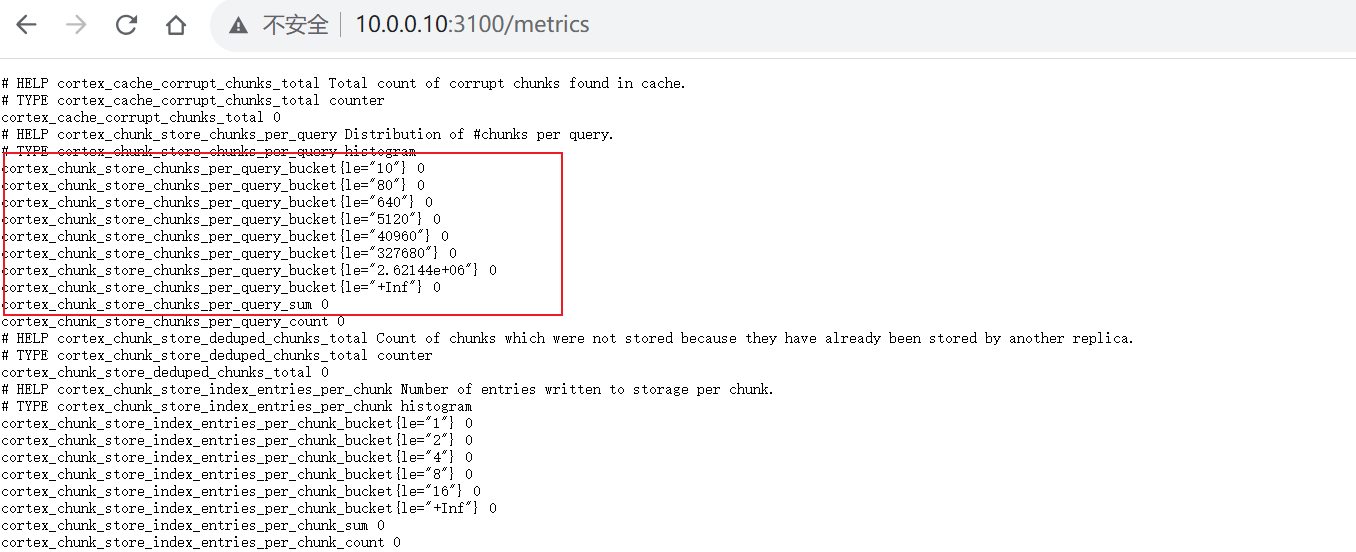 不安全 10.0.0.10:3100/metrics
# HELP cortex_cache_corrupt_chunks_total Total count of corrupt chunks found in cache.
# TYPE cortex_cache_corrupt_chunks_total counter
cortex_cache_corrupt_chunks_total 0
# HELP cortex_chunk_store_chunks_per_query Distribution of #chunks per query.
# TYPE cortex_chunk_store_chunks_per_query histogram
cortex_chunk_store_chunks_per_query_bucket{le="10"} 0
cortex_chunk_store_chunks_per_query_bucket{le="80"} 0
cortex_chunk_store_chunks_per_query_bucket{le="640"} 0
cortex_chunk_store_chunks_per_query_bucket{le="5120"} 0
cortex_chunk_store_chunks_per_query_bucket{le="40960"} 0
cortex_chunk_store_chunks_per_query_bucket{le="327680"} 0
cortex_chunk_store_chunks_per_query_bucket{le="2.62144e+06"} 0
cortex_chunk_store_chunks_per_query_bucket{le="+Inf"} 0
cortex_chunk_store_chunks_per_query_sum 0
cortex_chunk_store_chunks_per_query_count 0
# HELP cortex_chunk_store_deduped_chunks_total Count of chunks which were not stored because they have already been stored by another replica.
# TYPE cortex_chunk_store_deduped_chunks_total counter
cortex_chunk_store_deduped_chunks_total 0
# HELP cortex_chunk_store_index_entries_per_chunk Number of entries written to storage per chunk.
# TYPE cortex_chunk_store_index_entries_per_chunk histogram
cortex_chunk_store_index_entries_per_chunk_bucket{le="1"} 0
cortex_chunk_store_index_entries_per_chunk_bucket{le="2"} 0
cortex_chunk_store_index_entries_per_chunk_bucket{le="4"} 0
cortex_chunk_store_index_entries_per_chunk_bucket{le="8"} 0
cortex_chunk_store_index_entries_per_chunk_bucket{le="16"} 0
cortex_chunk_store_index_entries_per_chunk_bucket{le="+Inf"} 0
cortex_chunk_store_index_entries_per_chunk_sum 0
cortex_chunk_store_index_entries_per_chunk_count 0